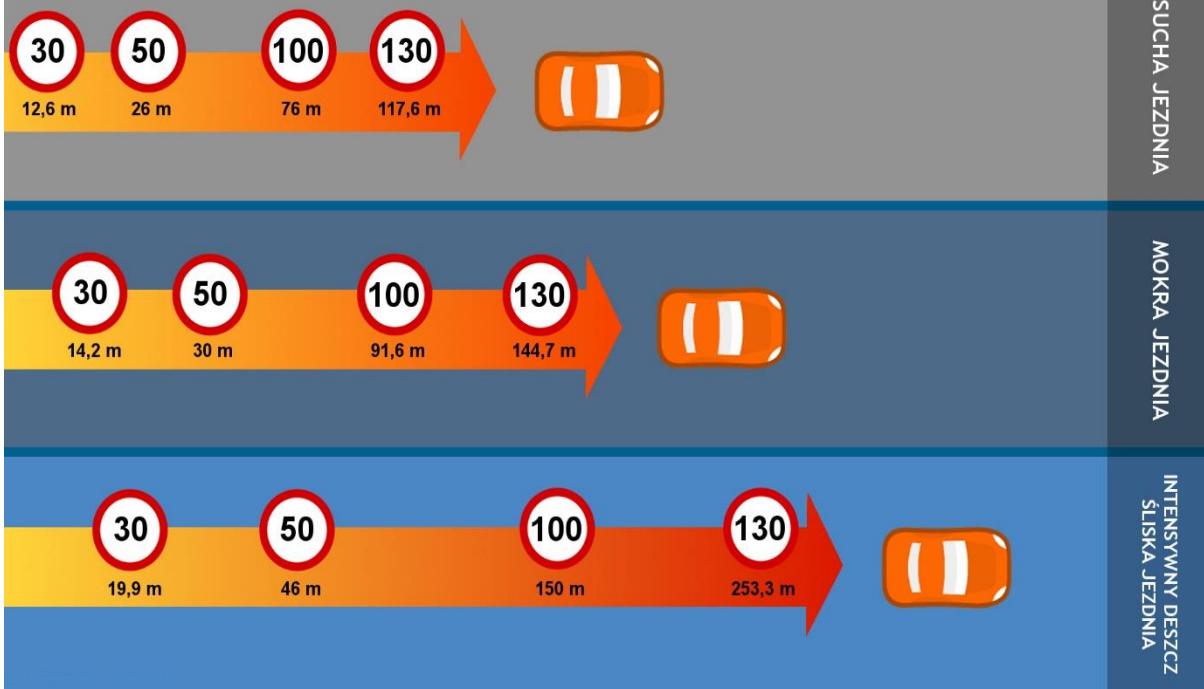 30 50 100 130
12,6 m 26 m 76 m 117,6 m
SUCHA JEZDNIA
30 50 100 130
14,2 m 30 m 91,6 m 144,7 m
MOKRA JEZDNIA
30 50 100 130
19,9 m 46 m 150 m 253,3 m
INTENSYWNY DESZCZ
ŚLISKA JEZDNIA